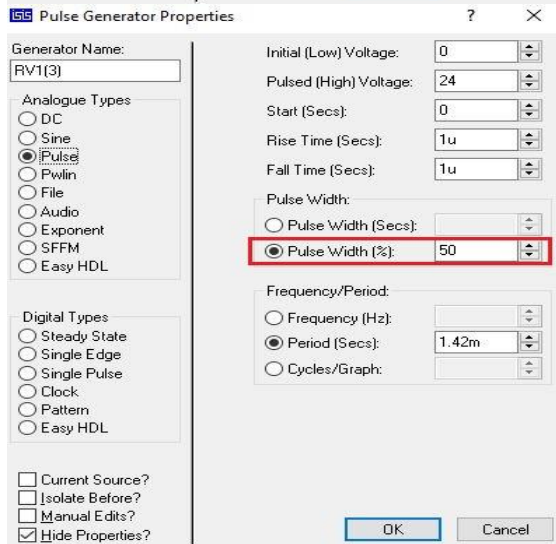 ISIS Pulse Generator Properties ? ×
Generator Name:
RV1(3)
Analogue Types
DC
Sine
Pulse
Pwlin
File
Audio
Exponent
SFFM
Easy HDL
Digital Types
Steady State
Single Edge
Single Pulse
Clock
Pattern
Easy HDL
Current Source?
Isolate Before?
Manual Edits?
Hide Properties?
Initial (Low) Voltage: 0
Pulsed (High) Voltage: 24
Start (Secs): 0
Rise Time (Secs): 1u
Fall Time (Secs): 1u
Pulse Width:
Pulse Width (Secs):
Pulse Width (%): 50
Frequency/Period:
Frequency (Hz):
Period (Secs): 1.42m
Cycles/Graph:
OK Cancel